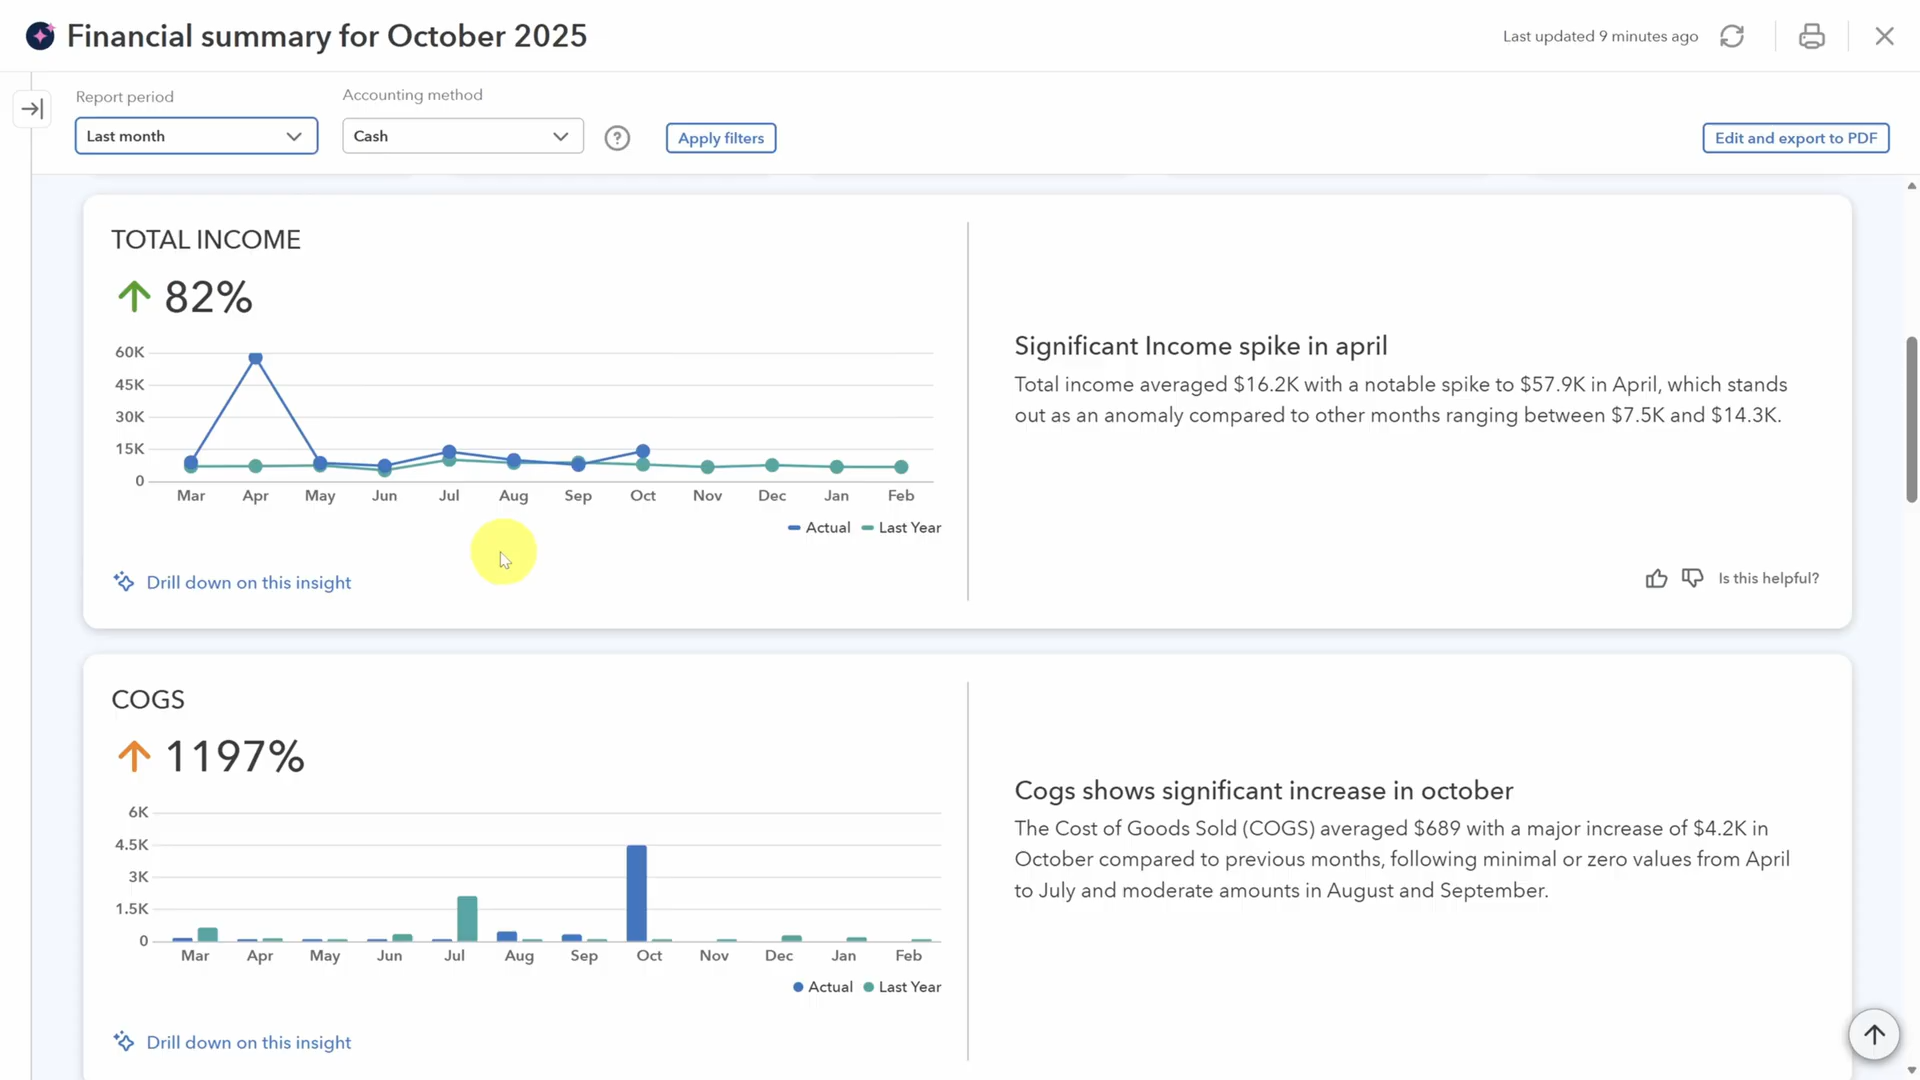 Financial summary for October 2025
Last updated 9 minutes ago
Report period
Accounting method
Last month
Cash
?
Apply filters
Edit and export to PDF
TOTAL INCOME
82%
60K
45K
30K
15K
0
Mar Apr May Jun Jul Aug Sep Oct Nov Dec Jan Feb
Actual Last Year
Drill down on this insight
Significant Income spike in april
Total income averaged $16.2K with a notable spike to $57.9K in April, which stands
out as an anomaly compared to other months ranging between $7.5K and $14.3K.
Is this helpful?
COGS
1197%
6K
4.5K
3K
1.5K
0
Mar Apr May Jun Jul Aug Sep Oct Nov Dec Jan Feb
Actual Last Year
Drill down on this insight
Cogs shows significant increase in october
The Cost of Goods Sold (COGS) averaged $689 with a major increase of $4.2K in
October compared to previous months, following minimal or zero values from April
to July and moderate amounts in August and September.